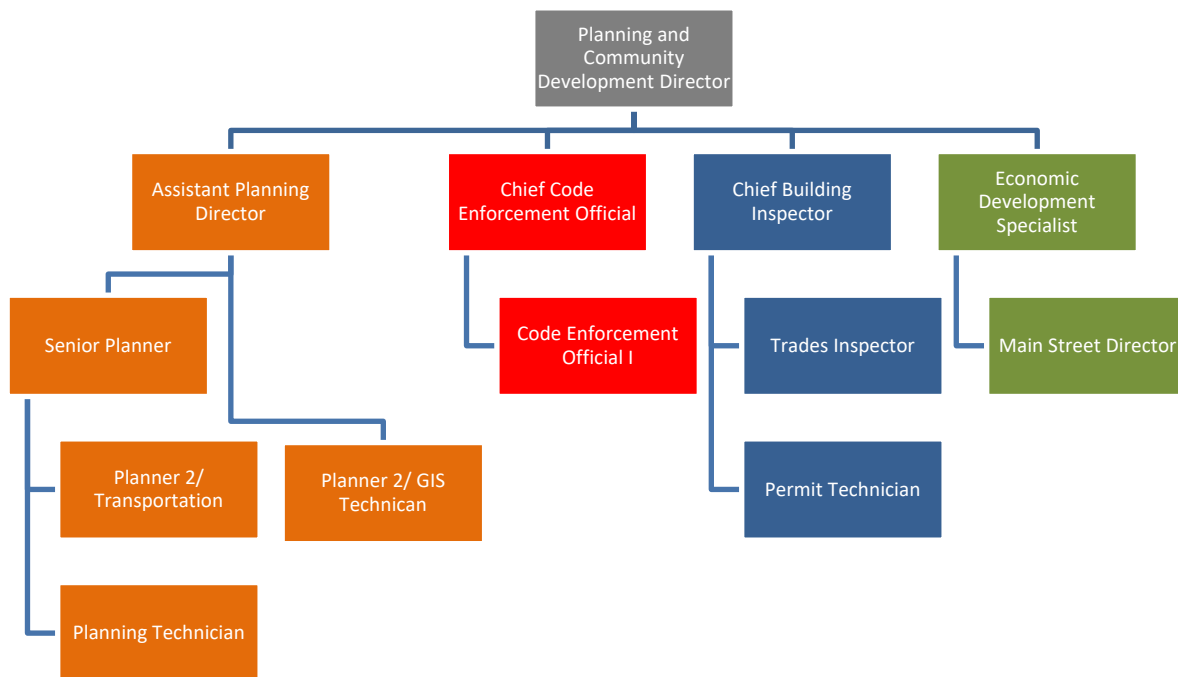 Planning and
Community
Development Director
Assistant Planning
Director
Chief Code
Enforcement Official
Chief Building
Inspector
Economic
Development
Specialist
Senior Planner
Code Enforcement
Official I
Trades Inspector
Main Street Director
Planner 2/
Transportation
Planner 2/ GIS
Technican
Permit Technician
Planning Technician